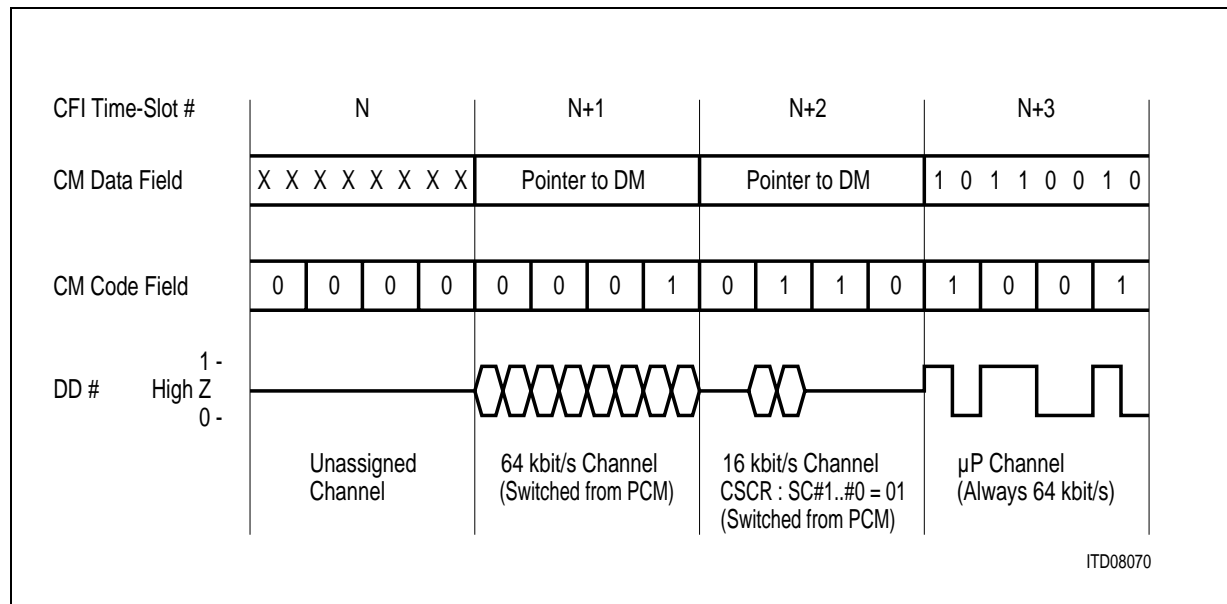 CFI Time-Slot # N N+1 N+2 N+3
CM Data Field X X X X X X X X Pointer to DM Pointer to DM 1 0 1 1 0 0 1 0
CM Code Field 0 0 0 0 0 0 0 1 0 1 1 0 1 0 0 1
1 -
DD # High Z
0 -
Unassigned
Channel
64 kbit/s Channel
(Switched from PCM)
16 kbit/s Channel
CSCR : SC#1..#0 = 01
(Switched from PCM)
µP Channel
(Always 64 kbit/s)
ITD08070